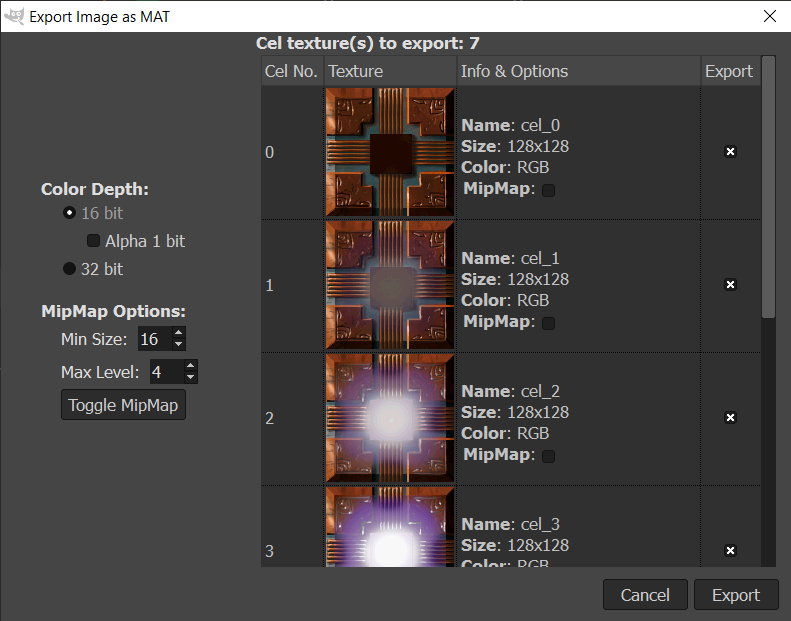 Export Image as MAT
Cel texture(s) to export: 7
Cel No. Texture Info & Options Export
Color Depth:
16 bit
Alpha 1 bit
32 bit
MipMap Options:
Min Size: 16
Max Level: 4
Toggle MipMap
0
Name: cel_0
Size: 128x128
Color: RGB
MipMap:
1
Name: cel_1
Size: 128x128
Color: RGB
MipMap:
2
Name: cel_2
Size: 128x128
Color: RGB
MipMap:
3
Name: cel_3
Size: 128x128
Color: RGB
Cancel Export